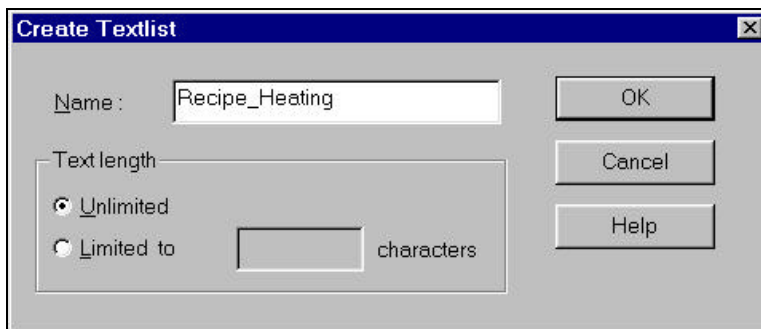 Create Textlist
Name :
Recipe_Heating
OK
Text length
Cancel
Unlimited
Limited to
characters
Help